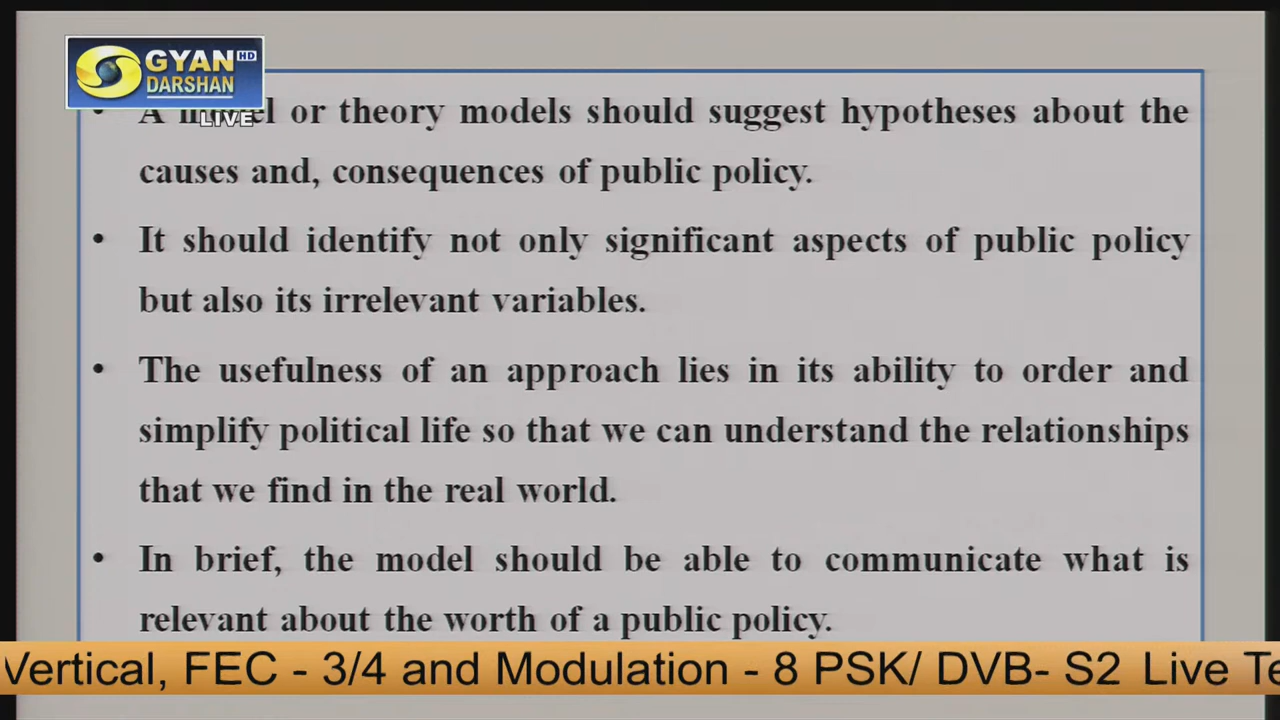 GYAN HD
DARSHAN
LIVE
• A model or theory models should suggest hypotheses about the
causes and, consequences of public policy.
• It should identify not only significant aspects of public policy
but also its irrelevant variables.
• The usefulness of an approach lies in its ability to order and
simplify political life so that we can understand the relationships
that we find in the real world.
• In brief, the model should be able to communicate what is
relevant about the worth of a public policy.
Vertical, FEC - 3/4 and Modulation - 8 PSK/ DVB- S2 Live